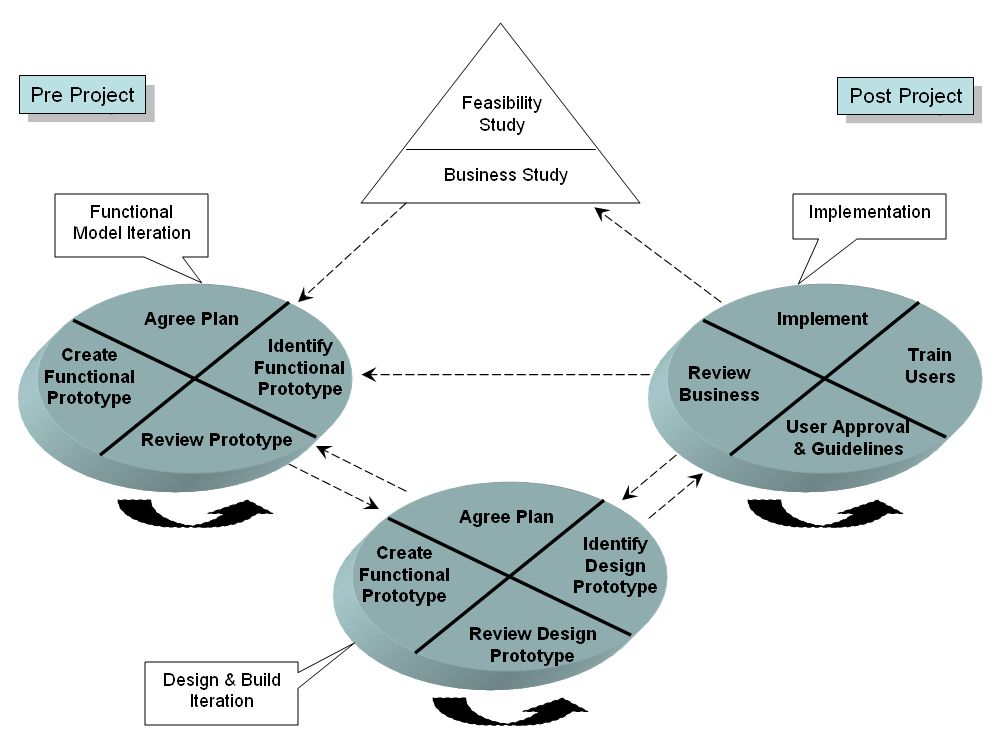 Pre Project
Feasibility
Study
Business Study
Post Project
Functional
Model Iteration
Implementation
Agree Plan
Create
Functional
Prototype
Identify
Functional
Prototype
Review Prototype
Implement
Review
Business
Train
Users
User Approval
& Guidelines
Agree Plan
Create
Functional
Prototype
Identify
Design
Prototype
Review Design
Prototype
Design & Build
Iteration